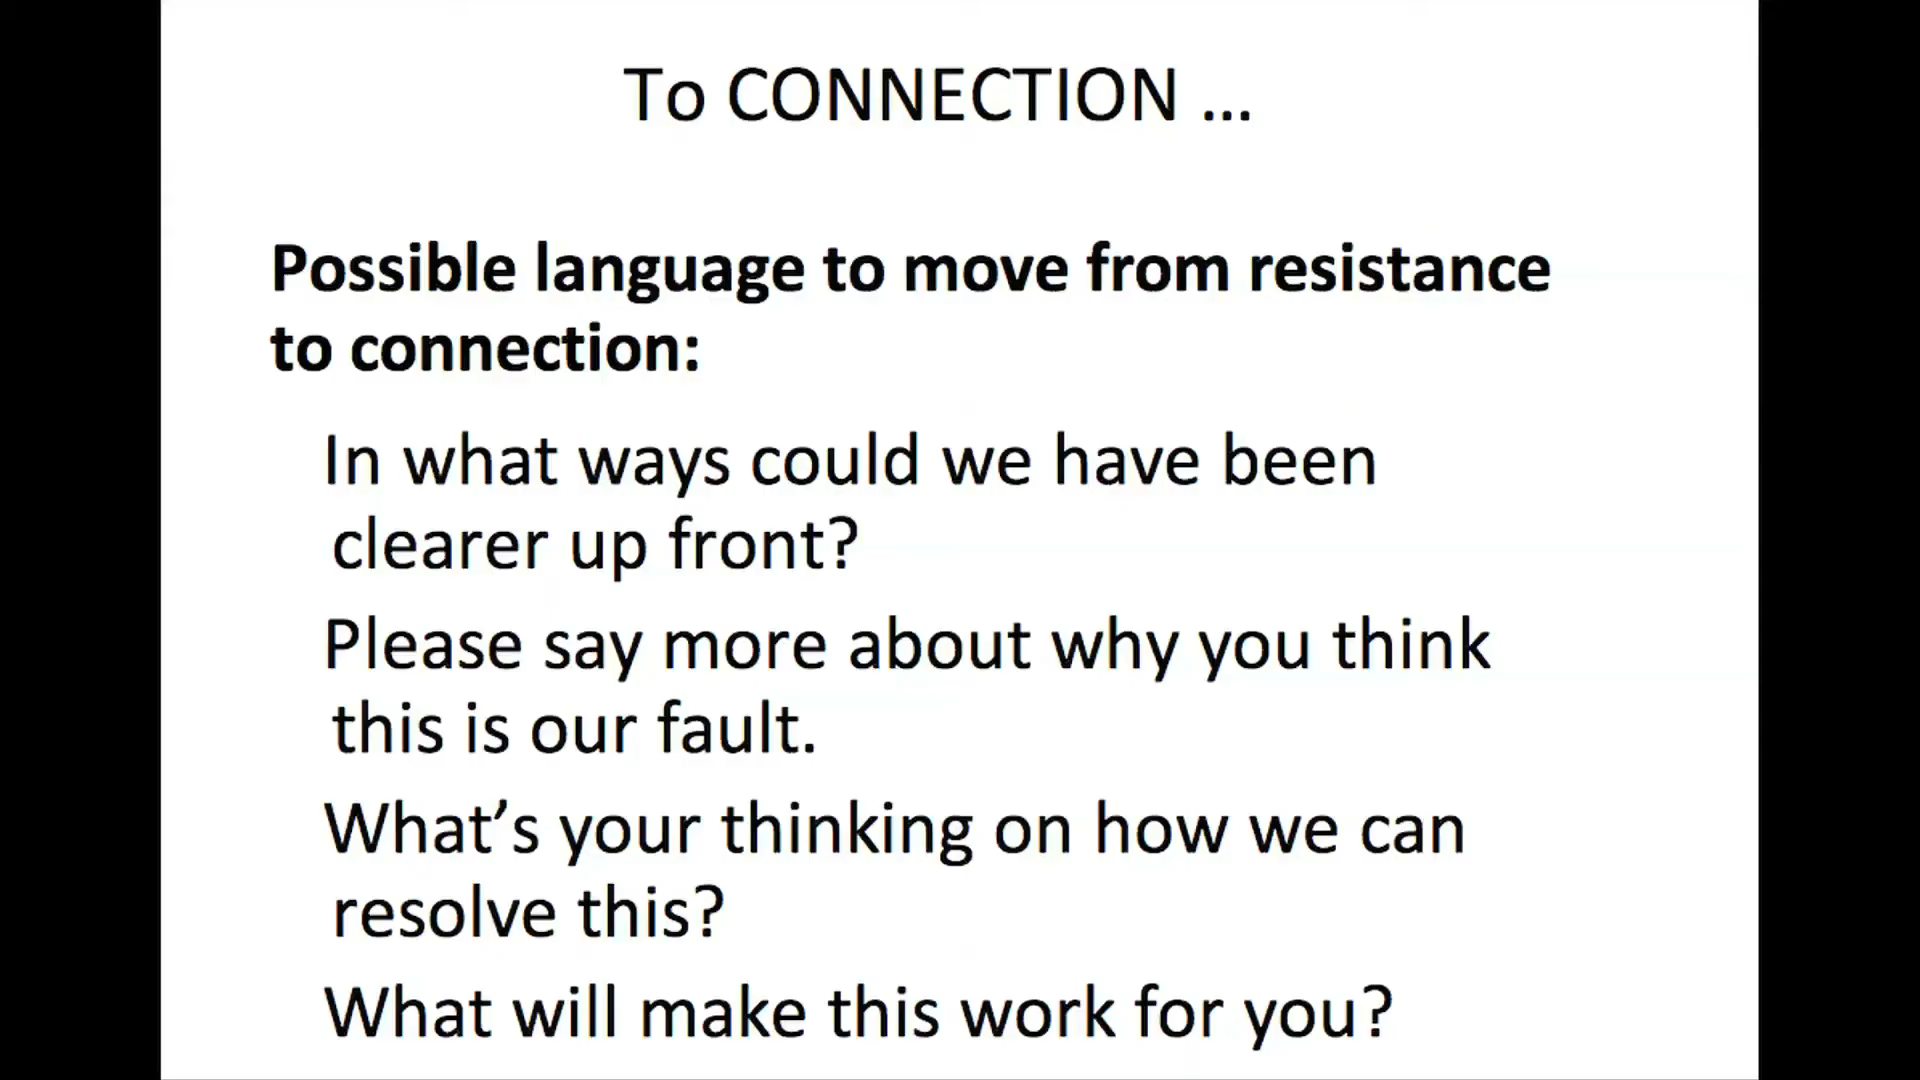 To CONNECTION ...
Possible language to move from resistance
to connection:
In what ways could we have been
clearer up front?
Please say more about why you think
this is our fault.
What’s your thinking on how we can
resolve this?
What will make this work for you?